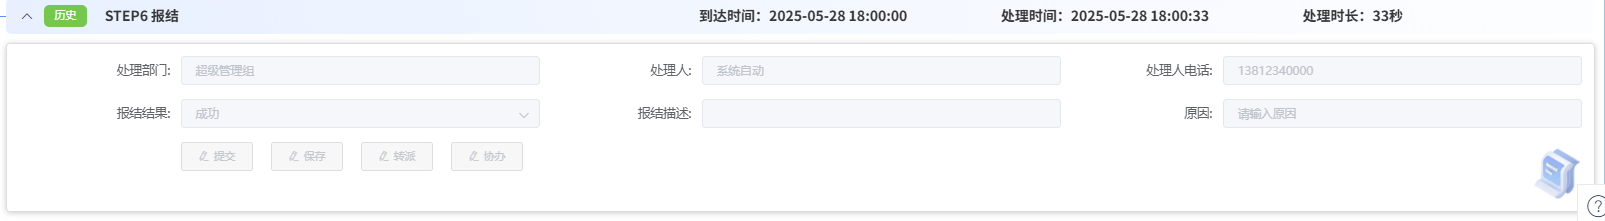 历史 STEP6 报结 到达时间：2025-05-28 18:00:00 处理时间：2025-05-28 18:00:33 处理时长：33秒
处理部门: 超级管理组 处理人: 系统自动 处理人电话: 13812340000
报结结果: 成功 报结描述: 原因: 请输入原因
提交 保存 转派 协办